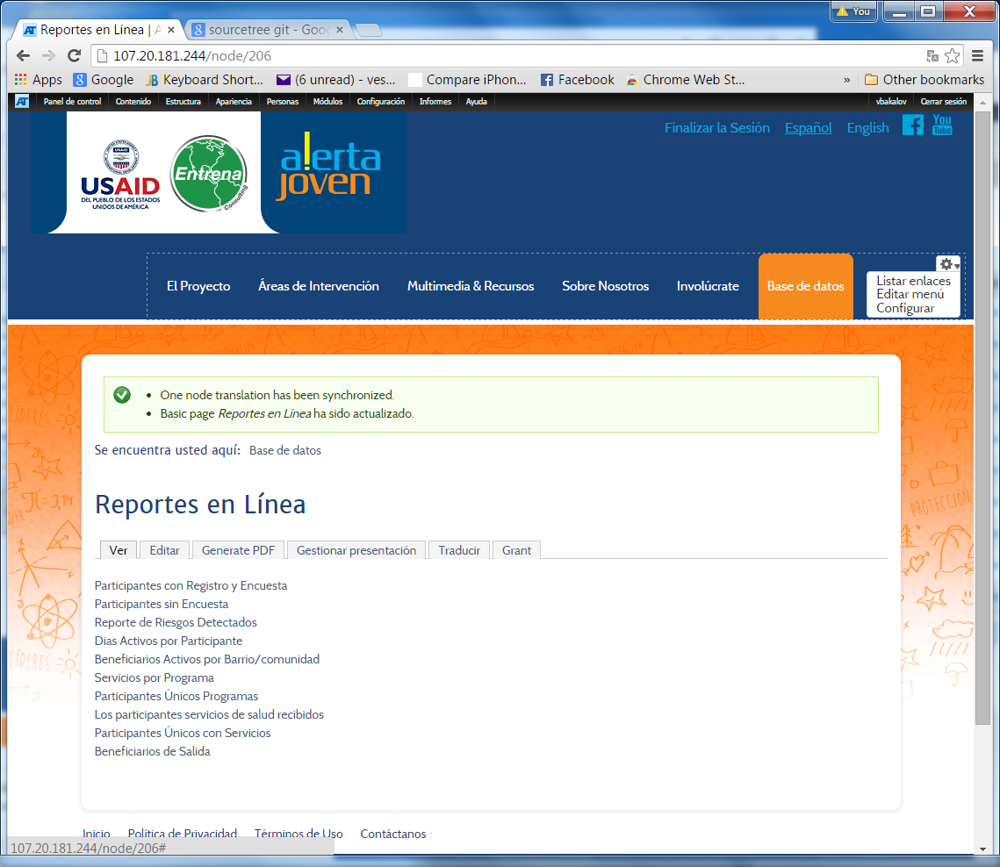 You
Reportes en Línea | A
sourcetree git - Goo
107.20.181.244/node/206
Apps Google Keyboard Short... (6 unread) - ves... Compare iPhon... Facebook Chrome Web St... » Other bookmarks
Panel de control Contenido Estructura Apariencia Personas Módulos Configuración Informes Ayuda vbakalov Cerrar sesión
Finalizar la Sesión Español English You Tube
USAID
USAID
DEL PUEBLO DE LOS ESTADOS
UNIDOS DE AMÉRICA
Entrena
Consulting
alerta
joven
El Proyecto Áreas de Intervención Multimedia & Recursos Sobre Nosotros Involúcrate Base de datos
Listar enlaces
Editar menú
Configurar
One node translation has been synchronized.
Basic page Reportes en Línea ha sido actualizado.
Se encuentra usted aquí: Base de datos
Reportes en Línea
Ver Editar Generate PDF Gestionar presentación Traducir Grant
Participantes con Registro y Encuesta
Participantes sin Encuesta
Reporte de Riesgos Detectados
Dias Activos por Participante
Beneficiarios Activos por Barrio/comunidad
Servicios por Programa
Participantes Únicos Programas
Los participantes servicios de salud recibidos
Participantes Únicos con Servicios
Beneficiarios de Salida
LÍDERES
π=3,14
LÍDERES
PROTECCIÓN
Inicio Política de Privacidad Términos de Uso Contáctanos
107.20.181.244/node/206#